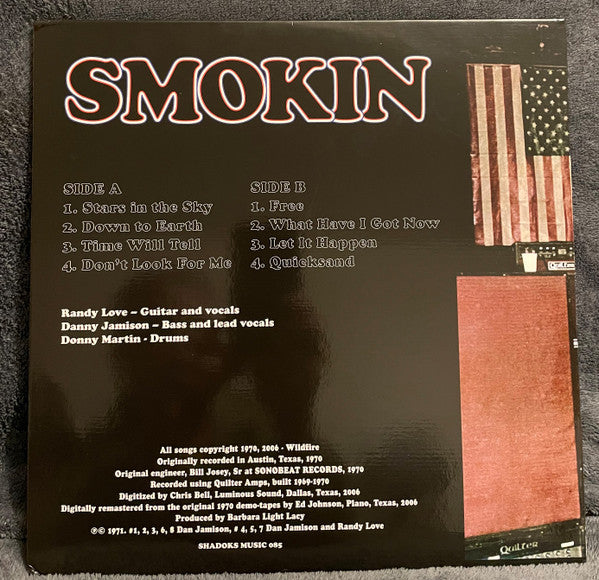 SMOKIN
SIDE A
1. Stars in the Sky
2. Down to Earth
3. Time Will Tell
4. Don't Look For Me
SIDE B
1. Free
2. What Have I Got Now
3. Let It Happen
4. Quicksand
Randy Love – Guitar and vocals
Danny Jamison – Bass and lead vocals
Donny Martin - Drums
All songs copyright 1970, 2006 - Wildfire
Originally recorded in Austin, Texas, 1970
Original engineer, Bill Josey, Sr at SONOBEAT RECORDS, 1970
Recorded using Quilter Amps, built 1969-1970
Digitized by Chris Bell, Luminous Sound, Dallas, Texas, 2006
Digitally remastered from the original 1970 demo-tapes by Ed Johnson, Plano, Texas, 2006
Produced by Barbara Light Lacy
℗© 1971. #1, 2, 3, 6, 8 Dan Jamison, # 4, 5, 7 Dan Jamison and Randy Love
SHADOKS MUSIC 085
Quilter